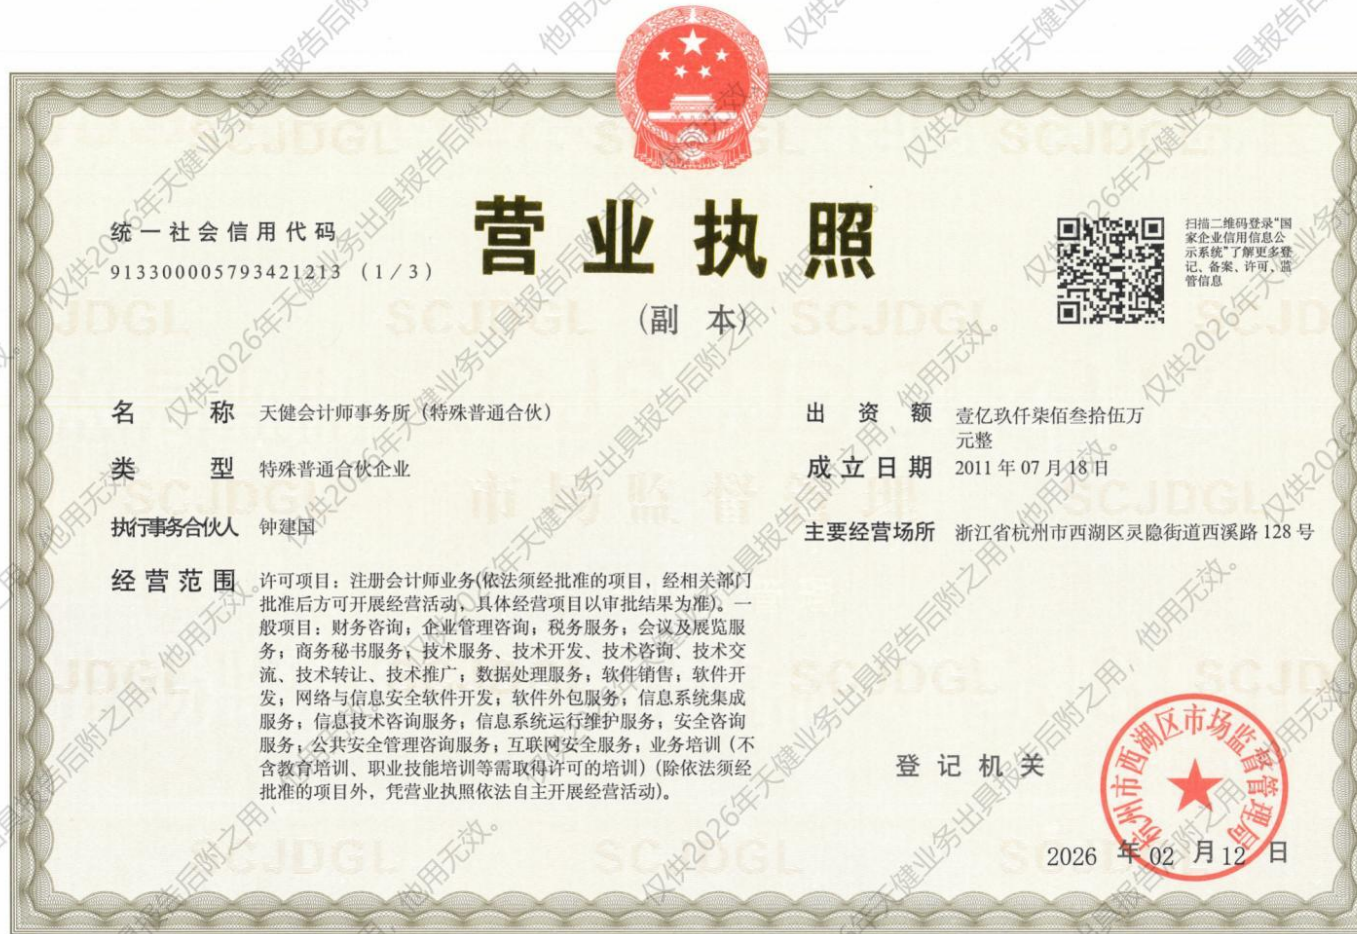 营业执照
(副 本)
统一社会信用代码
913300005793421213 (1/3)
扫描二维码登录“国
家企业信用信息公
示系统”了解更多登
记、备案、许可、监
管信息
名 称 天健会计师事务所（特殊普通合伙）
类 型 特殊普通合伙企业
执行事务合伙人 钟建国
经营范围 许可项目：注册会计师业务(依法须经批准的项目，经相关部门
批准后方可开展经营活动，具体经营项目以审批结果为准)。一
般项目：财务咨询；企业管理咨询；税务服务；会议及展览服
务；商务秘书服务；技术服务、技术开发、技术咨询、技术交
流、技术转让、技术推广；数据处理服务；软件销售；软件开
发；网络与信息安全软件开发；软件外包服务；信息系统集成
服务；信息技术咨询服务；信息系统运行维护服务；安全咨询
服务；公共安全管理咨询服务；互联网安全服务；业务培训（不
含教育培训、职业技能培训等需取得许可的培训）(除依法须经
批准的项目外，凭营业执照依法自主开展经营活动)。
出 资 额 壹亿玖仟柒佰叁拾伍万
元整
成立日期 2011年07月18日
主要经营场所 浙江省杭州市西湖区灵隐街道西溪路128号
登记机关
杭州市西湖区市场监督管理局
2026 年 02 月 12 日
仅供2026年天健业务出具报告后附之用，他用无效。
SCJDGL
市场监督管理